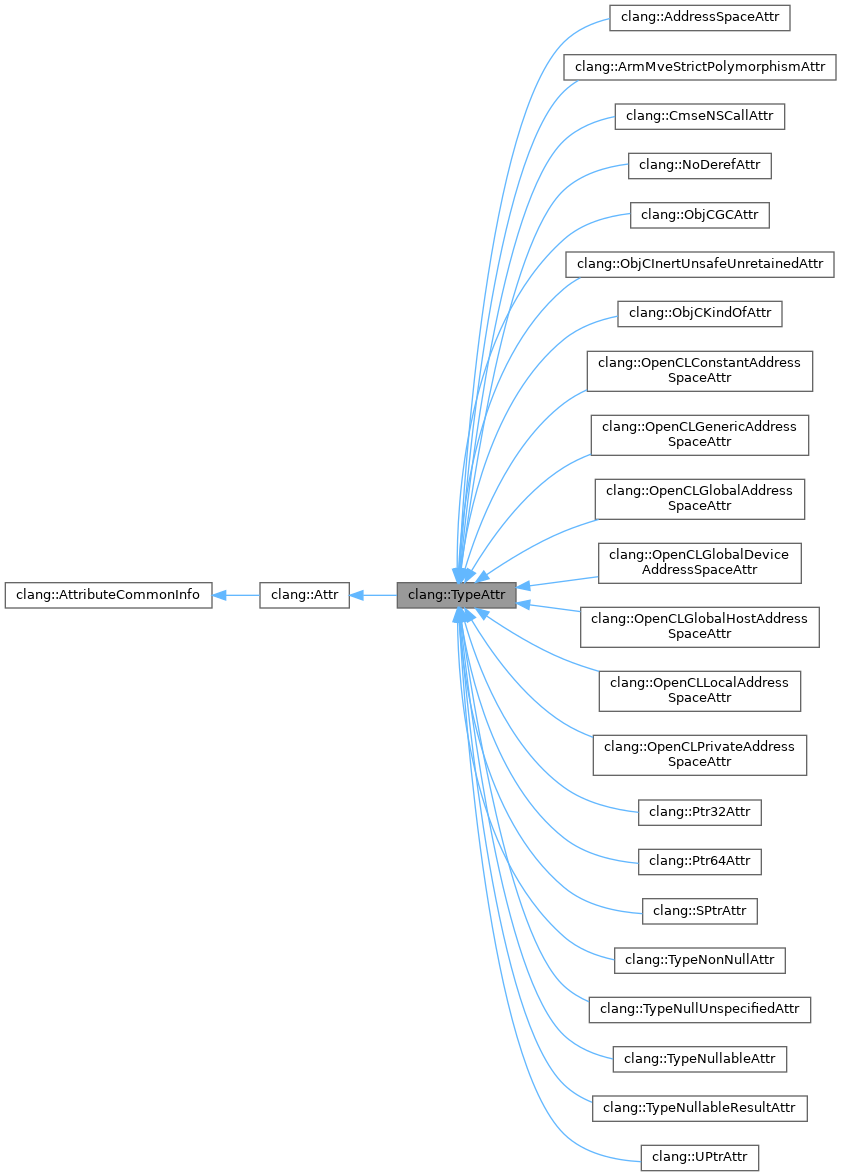 clang::AddressSpaceAttr
clang::ArmMveStrictPolymorphismAttr
clang::CmseNSCallAttr
clang::NoDerefAttr
clang::ObjCGCAttr
clang::ObjCInertUnsafeUnretainedAttr
clang::ObjCKindOfAttr
clang::OpenCLConstantAddress
SpaceAttr
clang::OpenCLGenericAddress
SpaceAttr
clang::OpenCLGlobalAddress
SpaceAttr
clang::OpenCLGlobalDevice
AddressSpaceAttr
clang::AttributeCommonInfo
clang::Attr
clang::TypeAttr
clang::OpenCLGlobalHostAddress
SpaceAttr
clang::OpenCLLocalAddress
SpaceAttr
clang::OpenCLPrivateAddress
SpaceAttr
clang::Ptr32Attr
clang::Ptr64Attr
clang::SPtrAttr
clang::TypeNonNullAttr
clang::TypeNullUnspecifiedAttr
clang::TypeNullableAttr
clang::TypeNullableResultAttr
clang::UPtrAttr